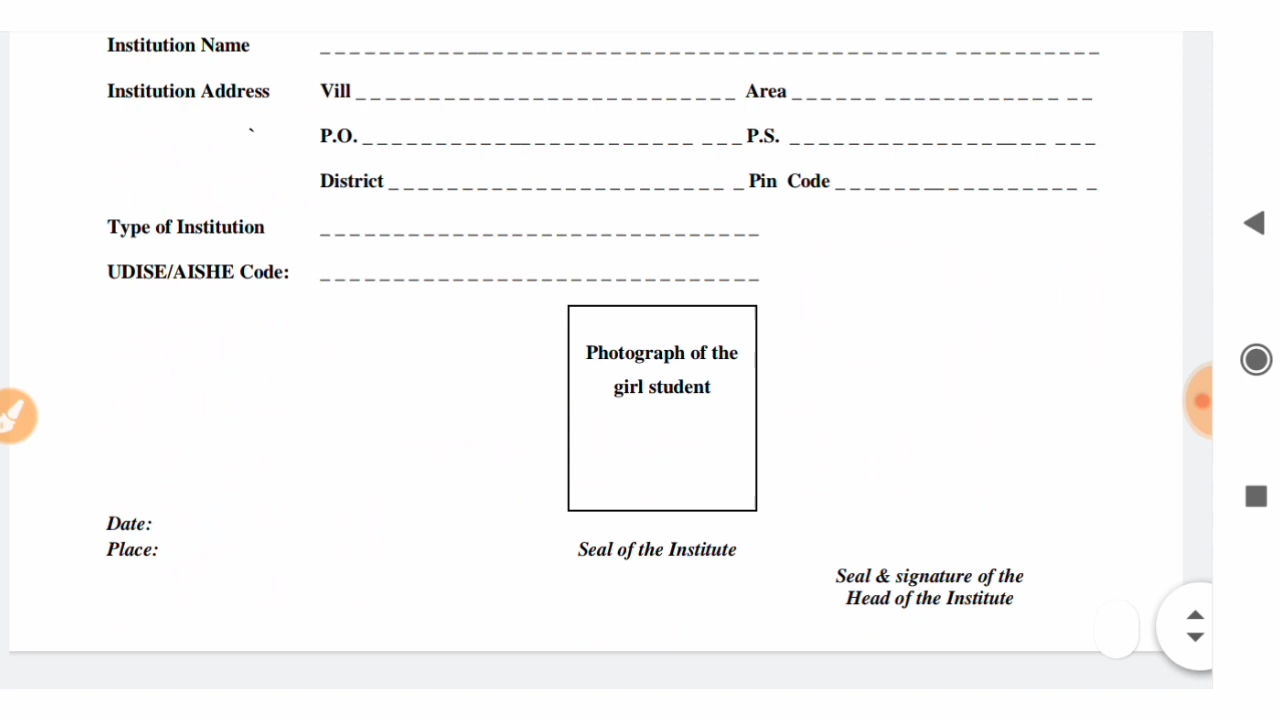 Institution Name _ _ _ _ _ _ _ _ _ _ _ _ _ _ _ _ _ _ _ _ _ _ _ _ _ _ _ _ _ _ _ _ _ _ _ _ _ _ _ _ _ _ _ _ _ _ _ _ _ _ _ _
Institution Address Vill _ _ _ _ _ _ _ _ _ _ _ _ _ _ _ _ _ _ _ _ _ _ _ _ _ _ Area _ _ _ _ _ _ _ _ _ _ _ _ _ _ _ _ _ _ _ _
` P.O. _ _ _ _ _ _ _ _ _ _ _ _ _ _ _ _ _ _ _ _ _ _ _ _ _ P.S. _ _ _ _ _ _ _ _ _ _ _ _ _ _ _ _ _ _ _ _
District _ _ _ _ _ _ _ _ _ _ _ _ _ _ _ _ _ _ _ _ _ _ _ _ Pin Code _ _ _ _ _ _ _ _ _ _ _ _ _ _ _ _ _
Type of Institution _ _ _ _ _ _ _ _ _ _ _ _ _ _ _ _ _ _ _ _ _ _ _ _ _ _ _ _ _ _
UDISE/AISHE Code: _ _ _ _ _ _ _ _ _ _ _ _ _ _ _ _ _ _ _ _ _ _ _ _ _ _ _ _ _ _
Photograph of the
girl student
Date:
Place:
Seal of the Institute
Seal & signature of the
Head of the Institute